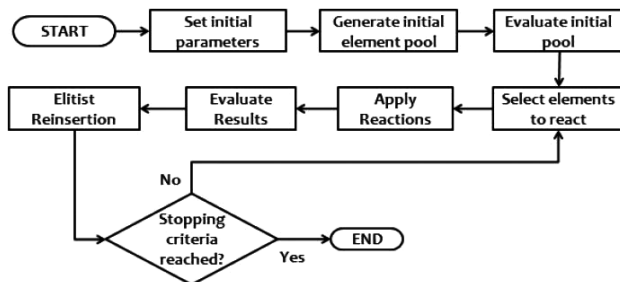 START
Set initial
parameters
Generate initial
element pool
Evaluate initial
pool
Select elements
to react
Apply
Reactions
Evaluate
Results
Elitist
Reinsertion
No
Stopping
criteria
reached?
Yes
END